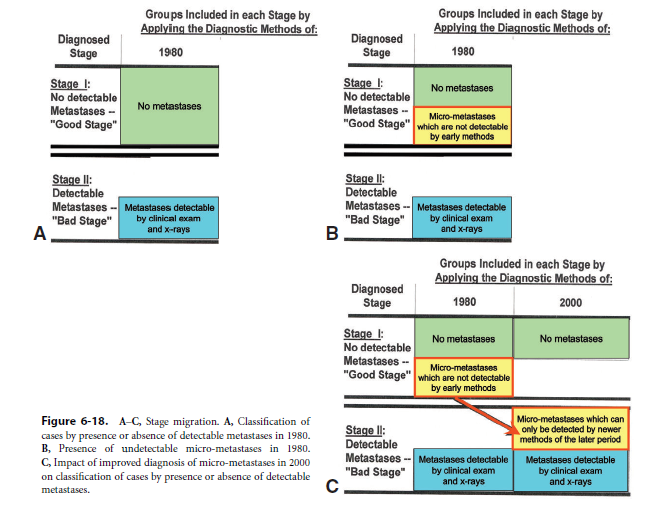 Groups Included in each Stage by
Applying the Diagnostic Methods of:
Diagnosed
Stage
1980
Stage I:
No detectable
Metastases --
"Good Stage"
No metastases
Stage II:
Detectable
Metastases --
"Bad Stage"
Metastases detectable
by clinical exam
and x-rays
A
Groups Included in each Stage by
Applying the Diagnostic Methods of:
Diagnosed
Stage
1980
Stage I:
No detectable
Metastases --
"Good Stage"
No metastases
Micro-metastases
which are not detectable
by early methods
Stage II:
Detectable
Metastases --
"Bad Stage"
Metastases detectable
by clinical exam
and x-rays
B
Groups Included in each Stage by
Applying the Diagnostic Methods of:
Diagnosed
Stage
1980
2000
Stage I:
No detectable
Metastases --
"Good Stage"
No metastases
No metastases
Micro-metastases
which are not detectable
by early methods
Micro-metastases which can
only be detected by newer
methods of the later period
Stage II:
Detectable
Metastases --
"Bad Stage"
Metastases detectable
by clinical exam
and x-rays
Metastases detectable
by clinical exam
and x-rays
C
Figure 6-18. A–C, Stage migration. A, Classification of
cases by presence or absence of detectable metastases in 1980.
B, Presence of undetectable micro-metastases in 1980.
C, Impact of improved diagnosis of micro-metastases in 2000
on classification of cases by presence or absence of detectable
metastases.